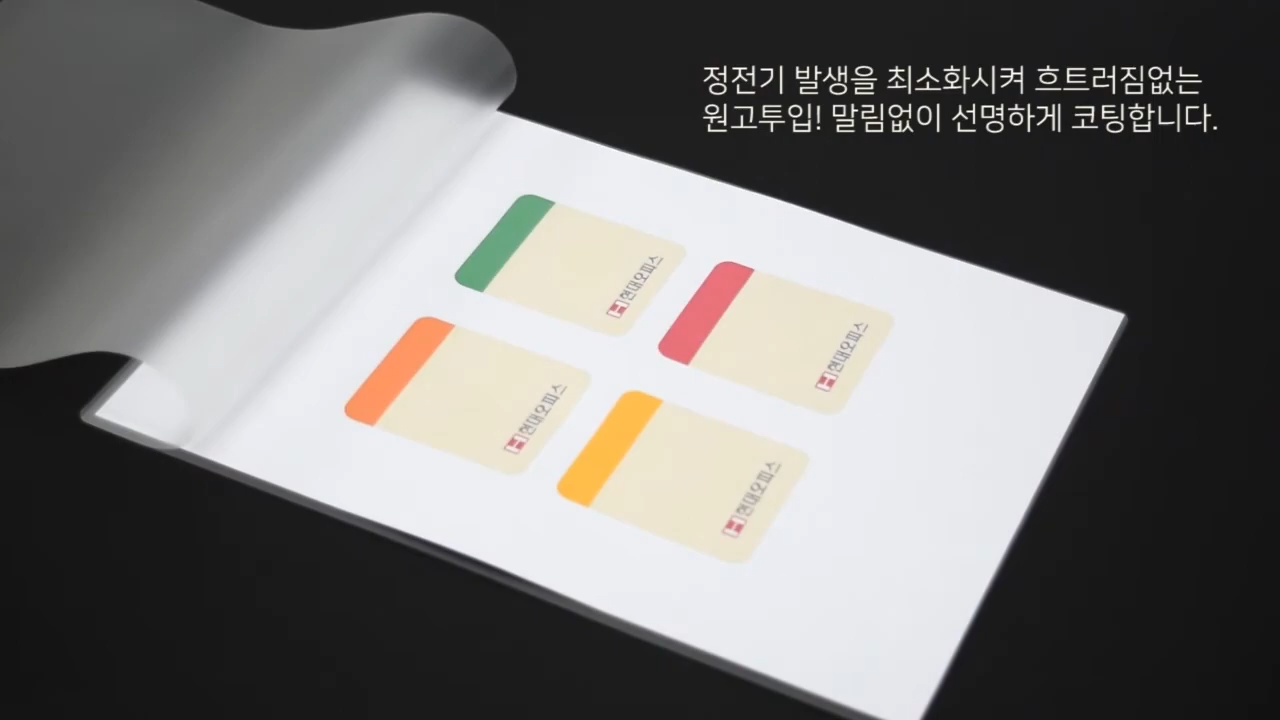 정전기 발생을 최소화시켜 흐트러짐없는
원고투입! 말림없이 선명하게 코팅합니다.
현대오피스
현대오피스
현대오피스
현대오피스